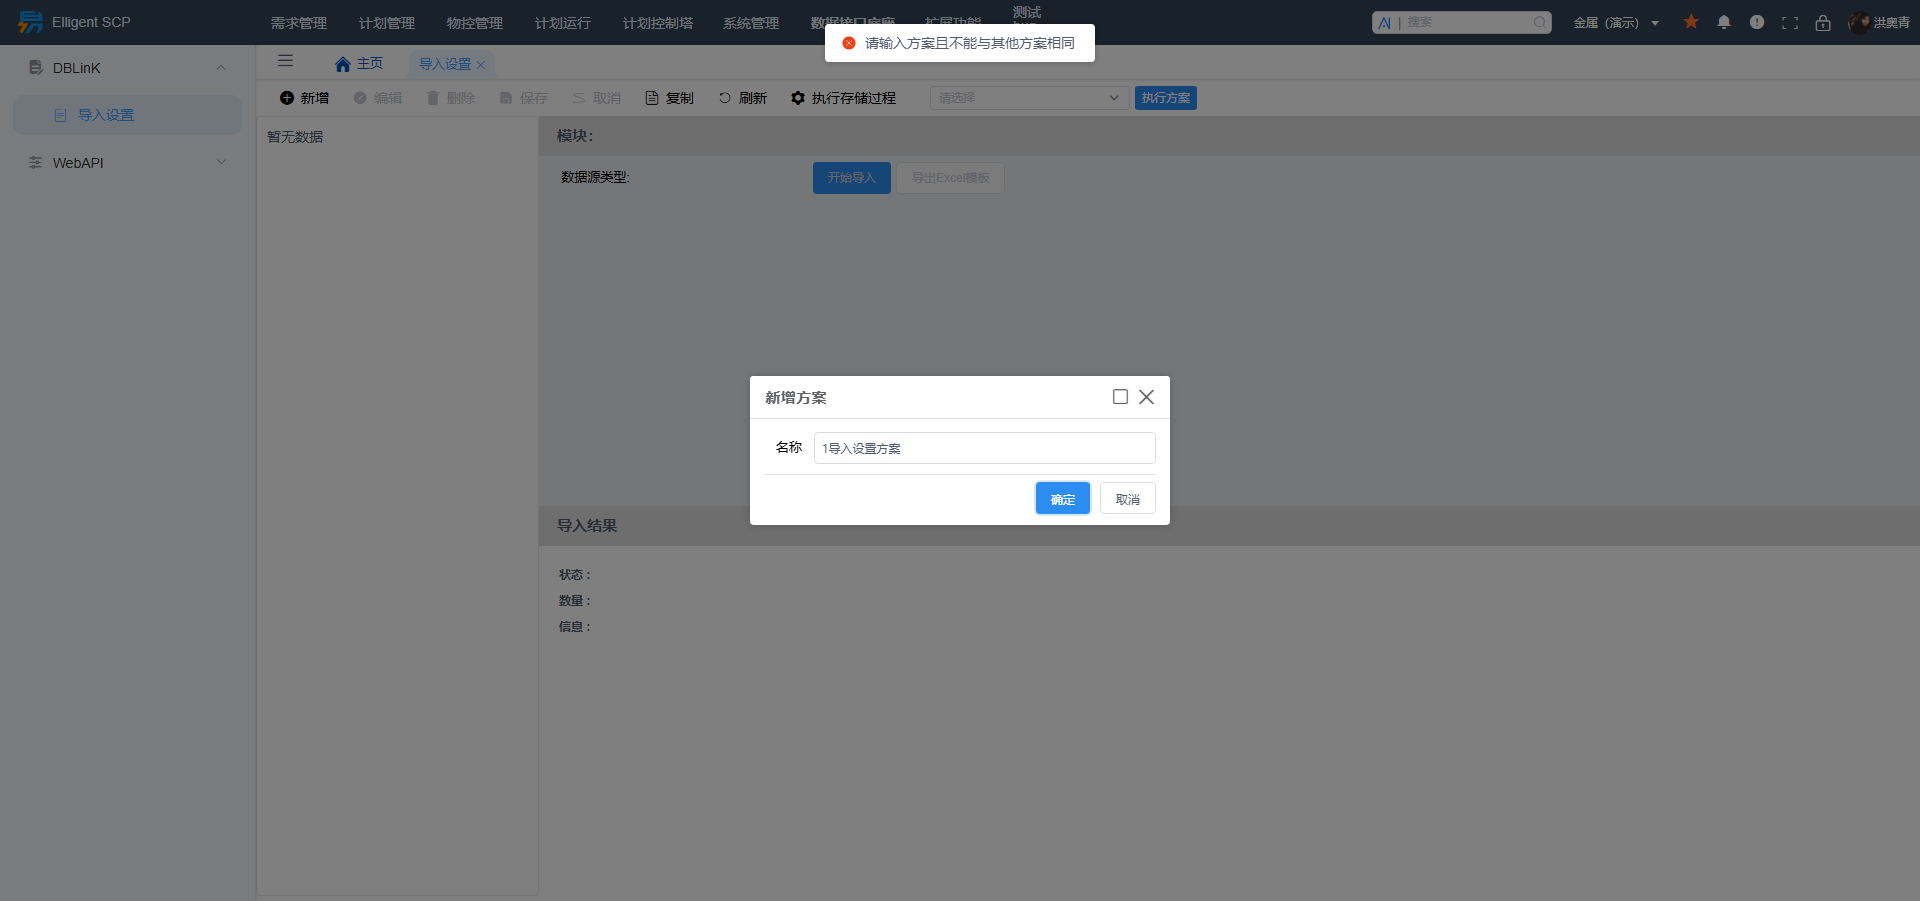 Elligent SCP
需求管理
计划管理
物控管理
计划运行
计划控制塔
系统管理
扩展功能
测试
搜索
金属（演示）
洪奥青
请输入方案且不能与其他方案相同
DBLinK
导入设置
WebAPI
主页
导入设置
新增
编辑
删除
保存
取消
复制
刷新
执行存储过程
请选择
执行方案
暂无数据
模块：
数据源类型:
开始导入
导出Excel模板
新增方案
名称
1导入设置方案
确定
取消
导入结果
状态：
数量：
信息：